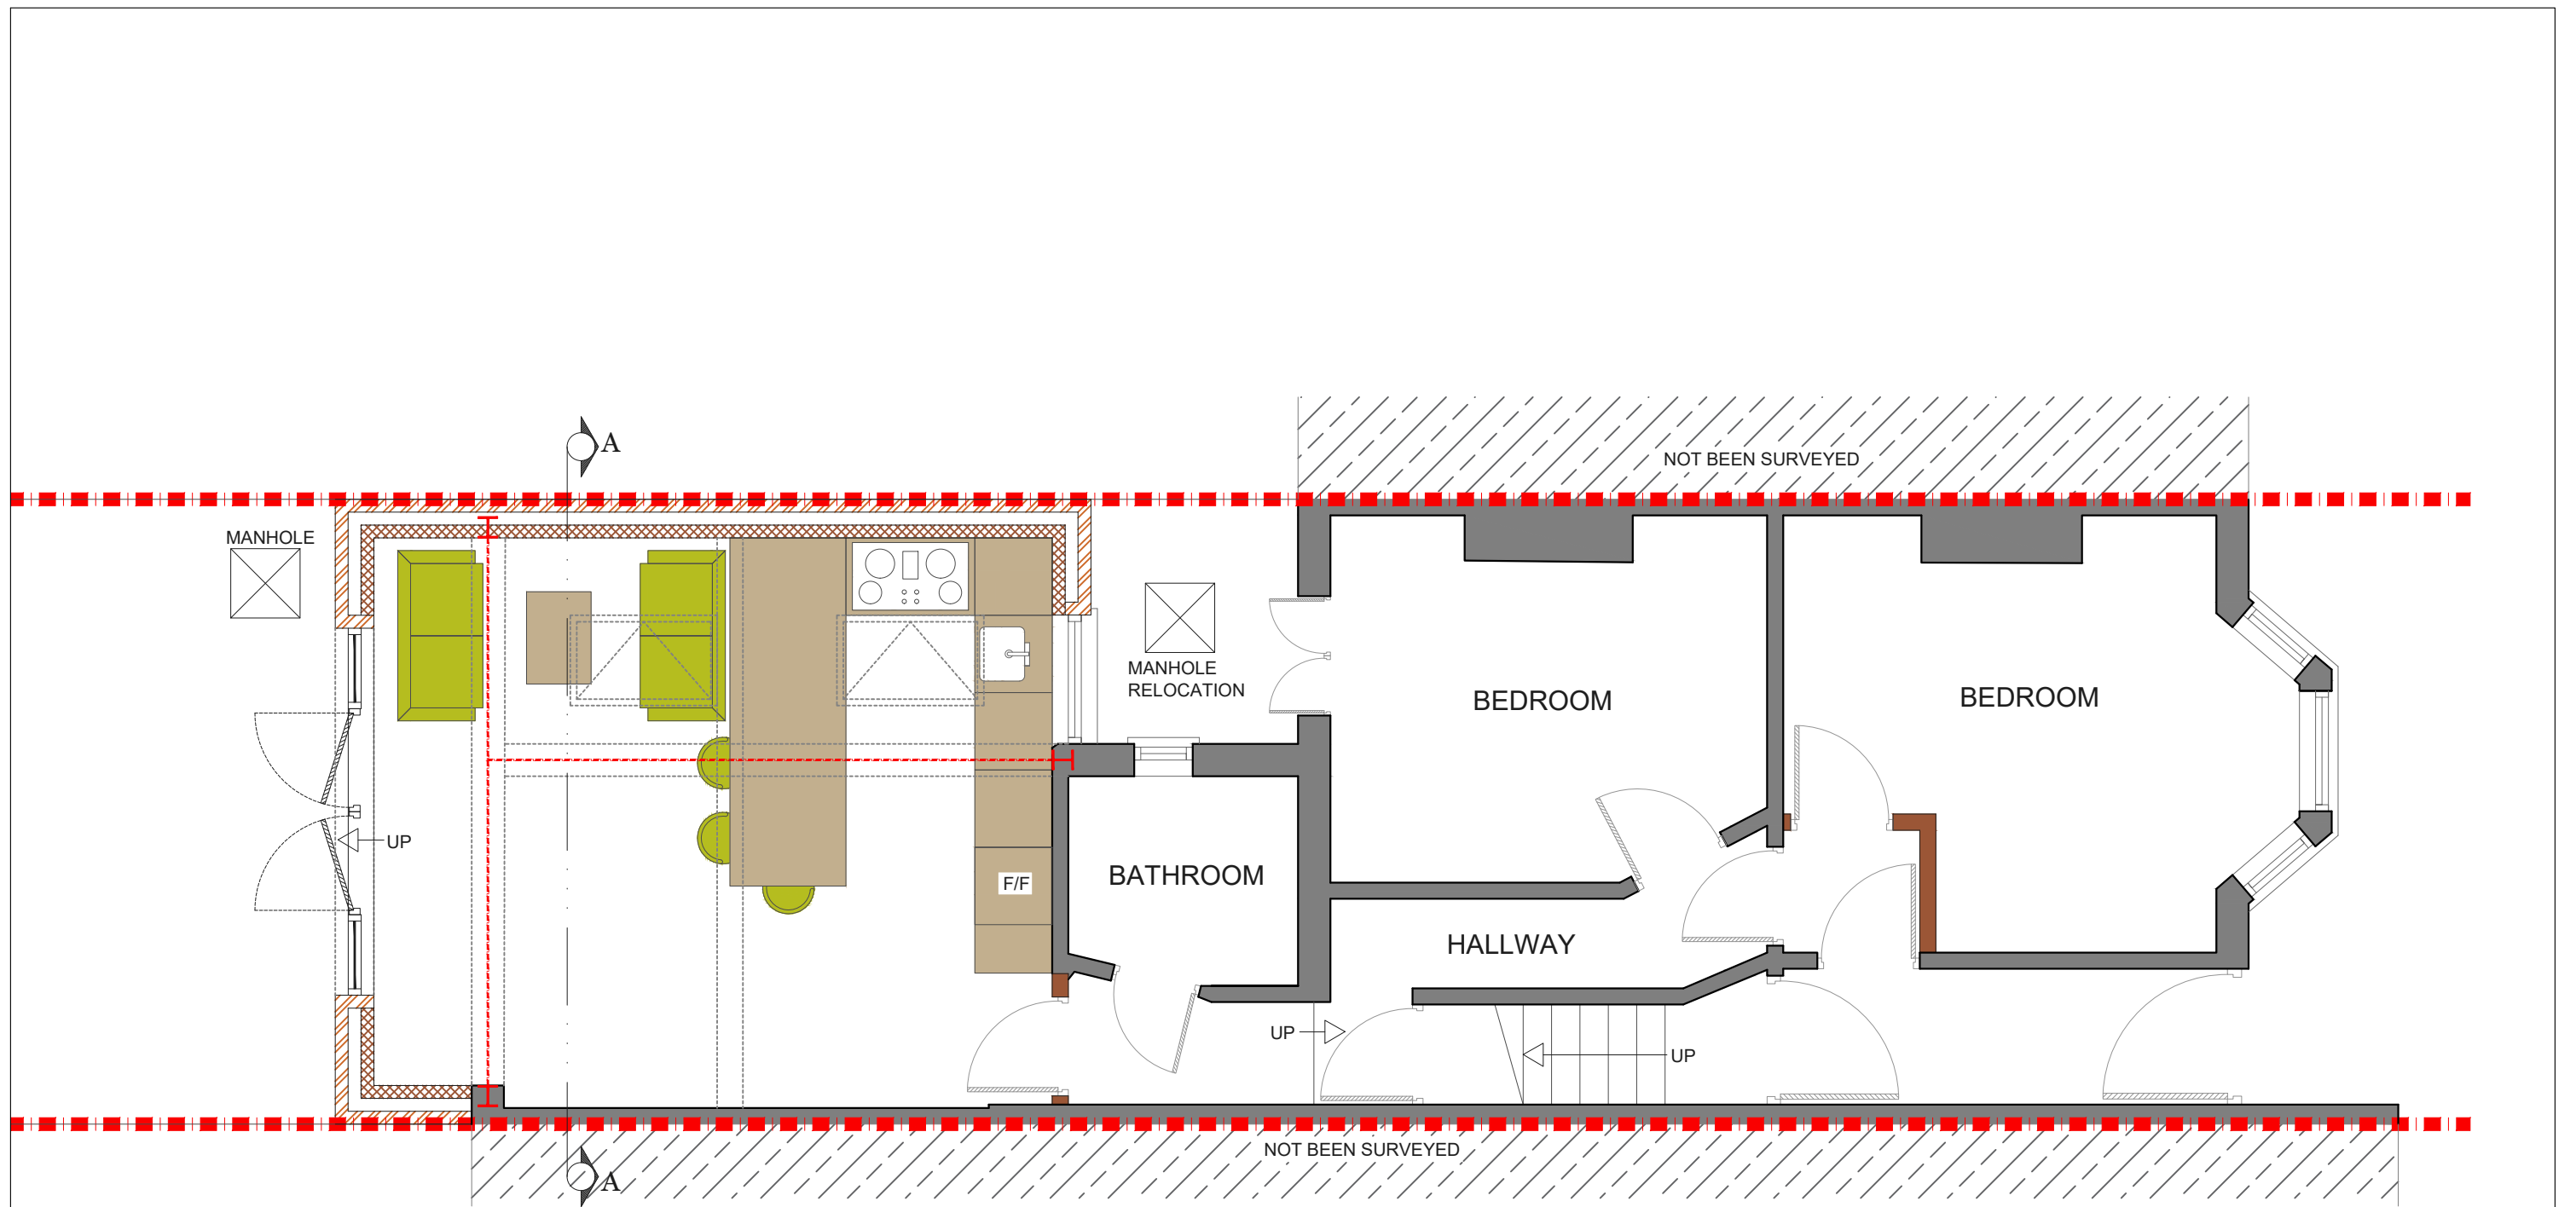 A
NOT BEEN SURVEYED
MANHOLE
MANHOLE
RELOCATION
BEDROOM
BEDROOM
UP
BATHROOM
F/F
HALLWAY
UP
UP
NOT BEEN SURVEYED
A